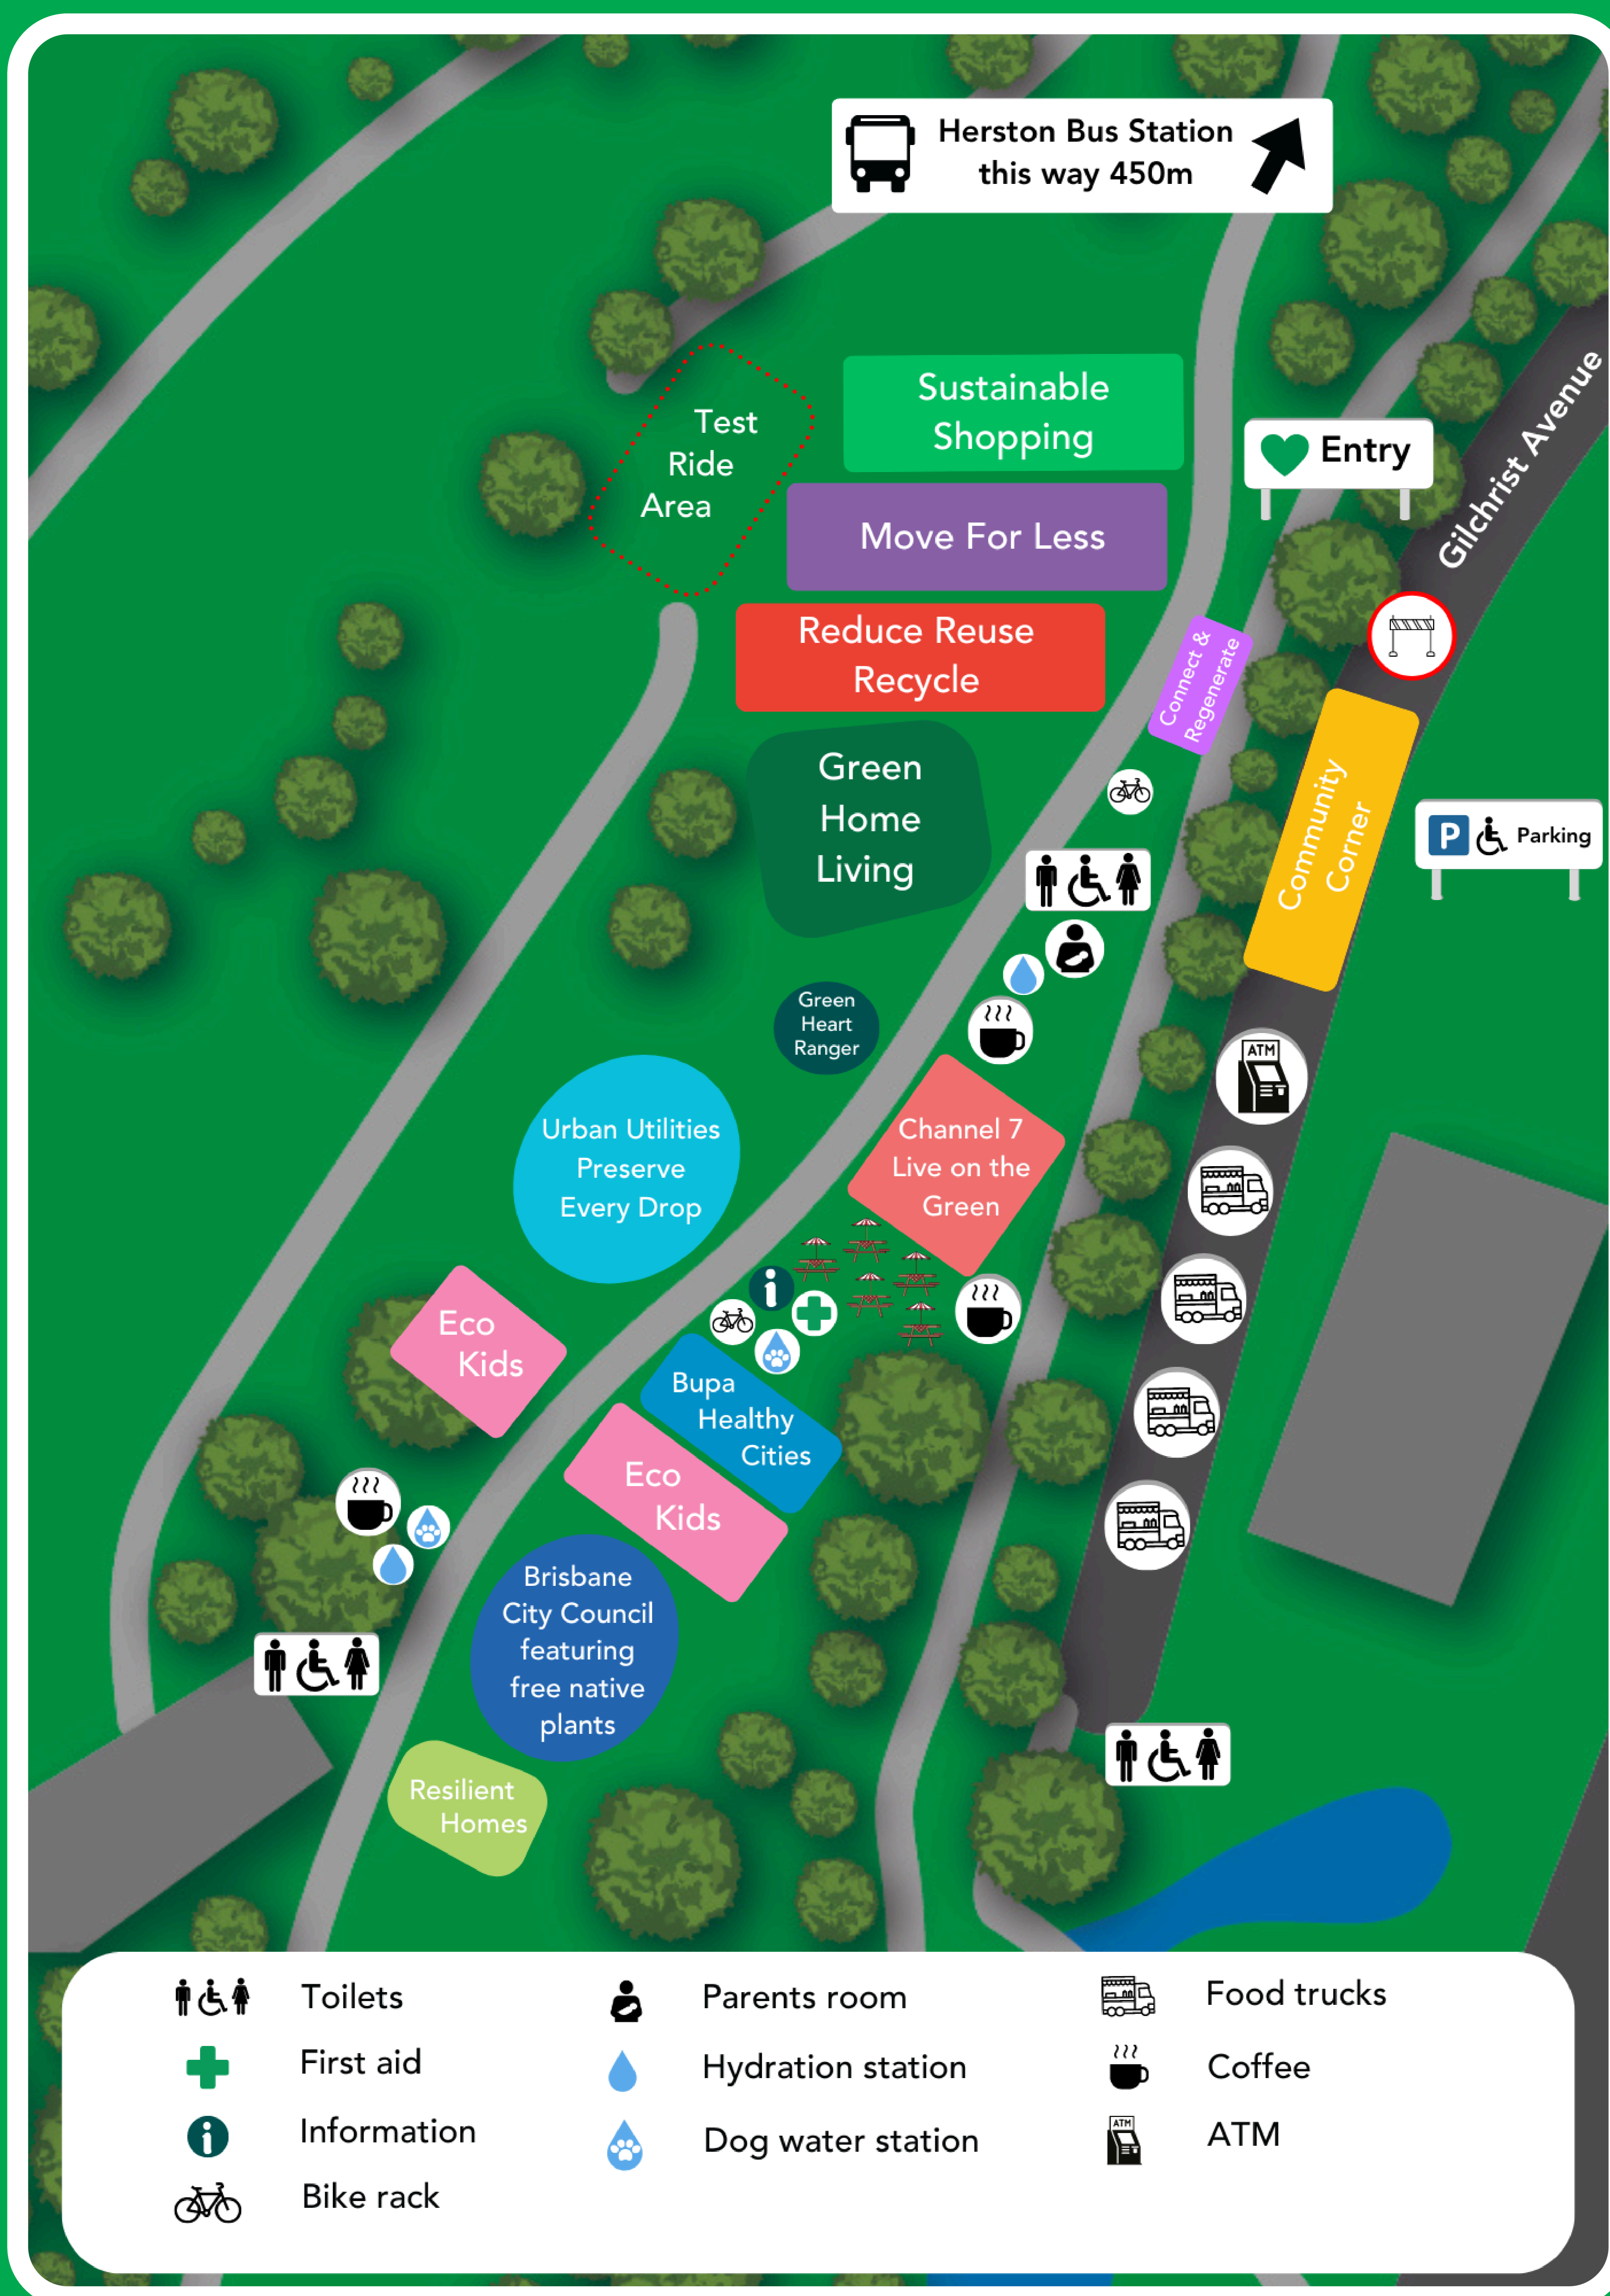 Herston Bus Station
this way 450m
Sustainable
Shopping
Entry
Gilchrist Avenue
Test
Ride
Area
Move For Less
Reduce Reuse
Recycle
Connect &
Regenerate
Green
Home
Living
Community
Corner
P Parking
Green
Heart
Ranger
ATM
Urban Utilities
Preserve
Every Drop
Channel 7
Live on the
Green
i
Eco
Kids
Bupa
Healthy
Cities
Eco
Kids
Brisbane
City Council
featuring
free native
plants
Resilient
Homes
Toilets
First aid
i Information
Bike rack
Parents room
Hydration station
Dog water station
Food trucks
Coffee
ATM ATM